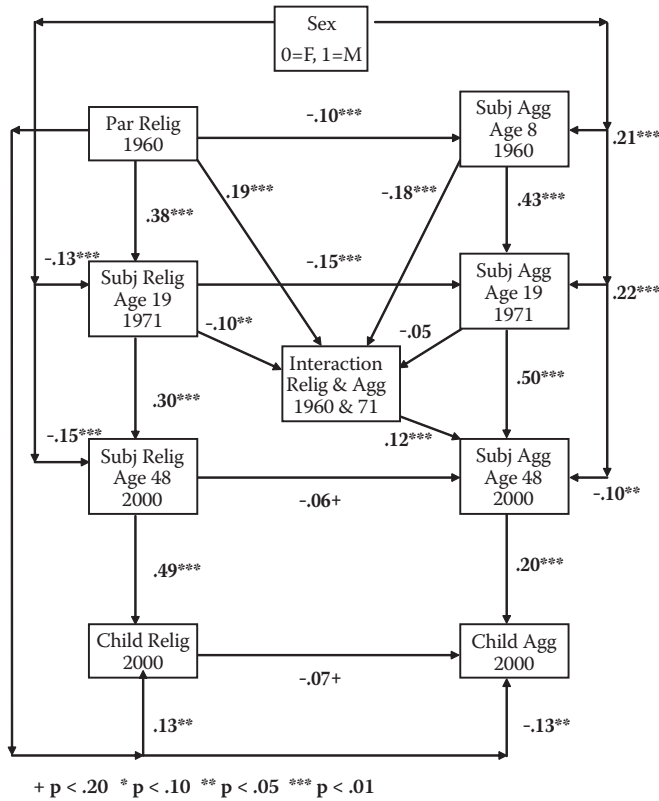 Sex
0=F, 1=M
Par Relig
1960
-.10***
Subj Agg
Age 8
1960
.21***
.19***
-.18***
.38***
.43***
-.13***
Subj Relig
Age 19
1971
-.15***
Subj Agg
Age 19
1971
.22***
-.10**
-.05
Interaction
Relig & Agg
1960 & 71
.30***
.50***
.12***
-.15***
Subj Relig
Age 48
2000
-.06+
Subj Agg
Age 48
2000
-.10**
.49***
.20***
Child Relig
2000
-.07+
Child Agg
2000
.13**
-.13**
+ p < .20 * p < .10 ** p < .05 *** p < .01